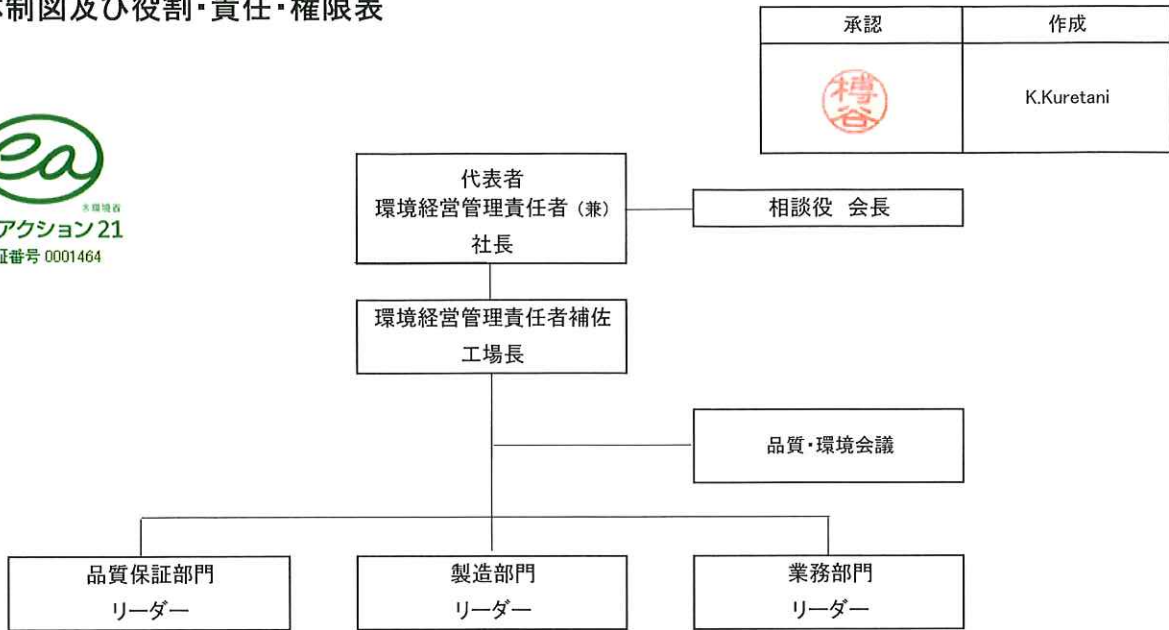 制図及び役割・責任・権限表
承認
作成
樽谷
K.Kuretani
ea
®環境省
アクション21
証番号 0001464
代表者
環境経営管理責任者（兼）
社長
相談役 会長
環境経営管理責任者補佐
工場長
品質・環境会議
品質保証部門
リーダー
製造部門
リーダー
業務部門
リーダー